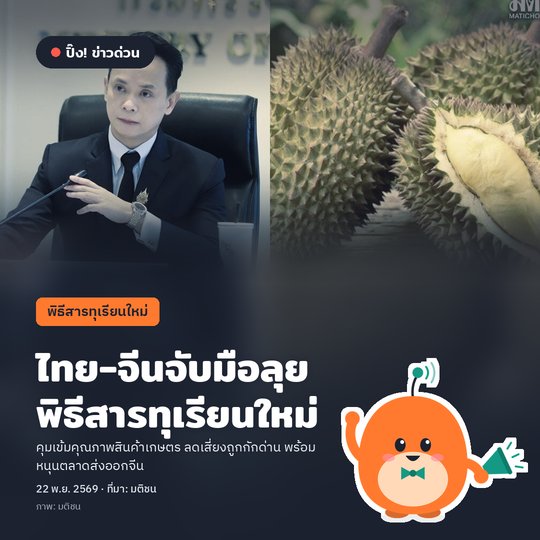 MATICHO
ปิ๊ง! ข่าวด่วน
พิธีสารทุเรียนใหม่
ไทย-จีนจับมือลุย
พิธีสารทุเรียนใหม่
คุมเข้มคุณภาพสินค้าเกษตร ลดเสี่ยงถูกกักด่าน พร้อม
หนุนตลาดส่งออกจีน
22 พ.ย. 2569 · ที่มา: มติชน
ภาพ: มติชน